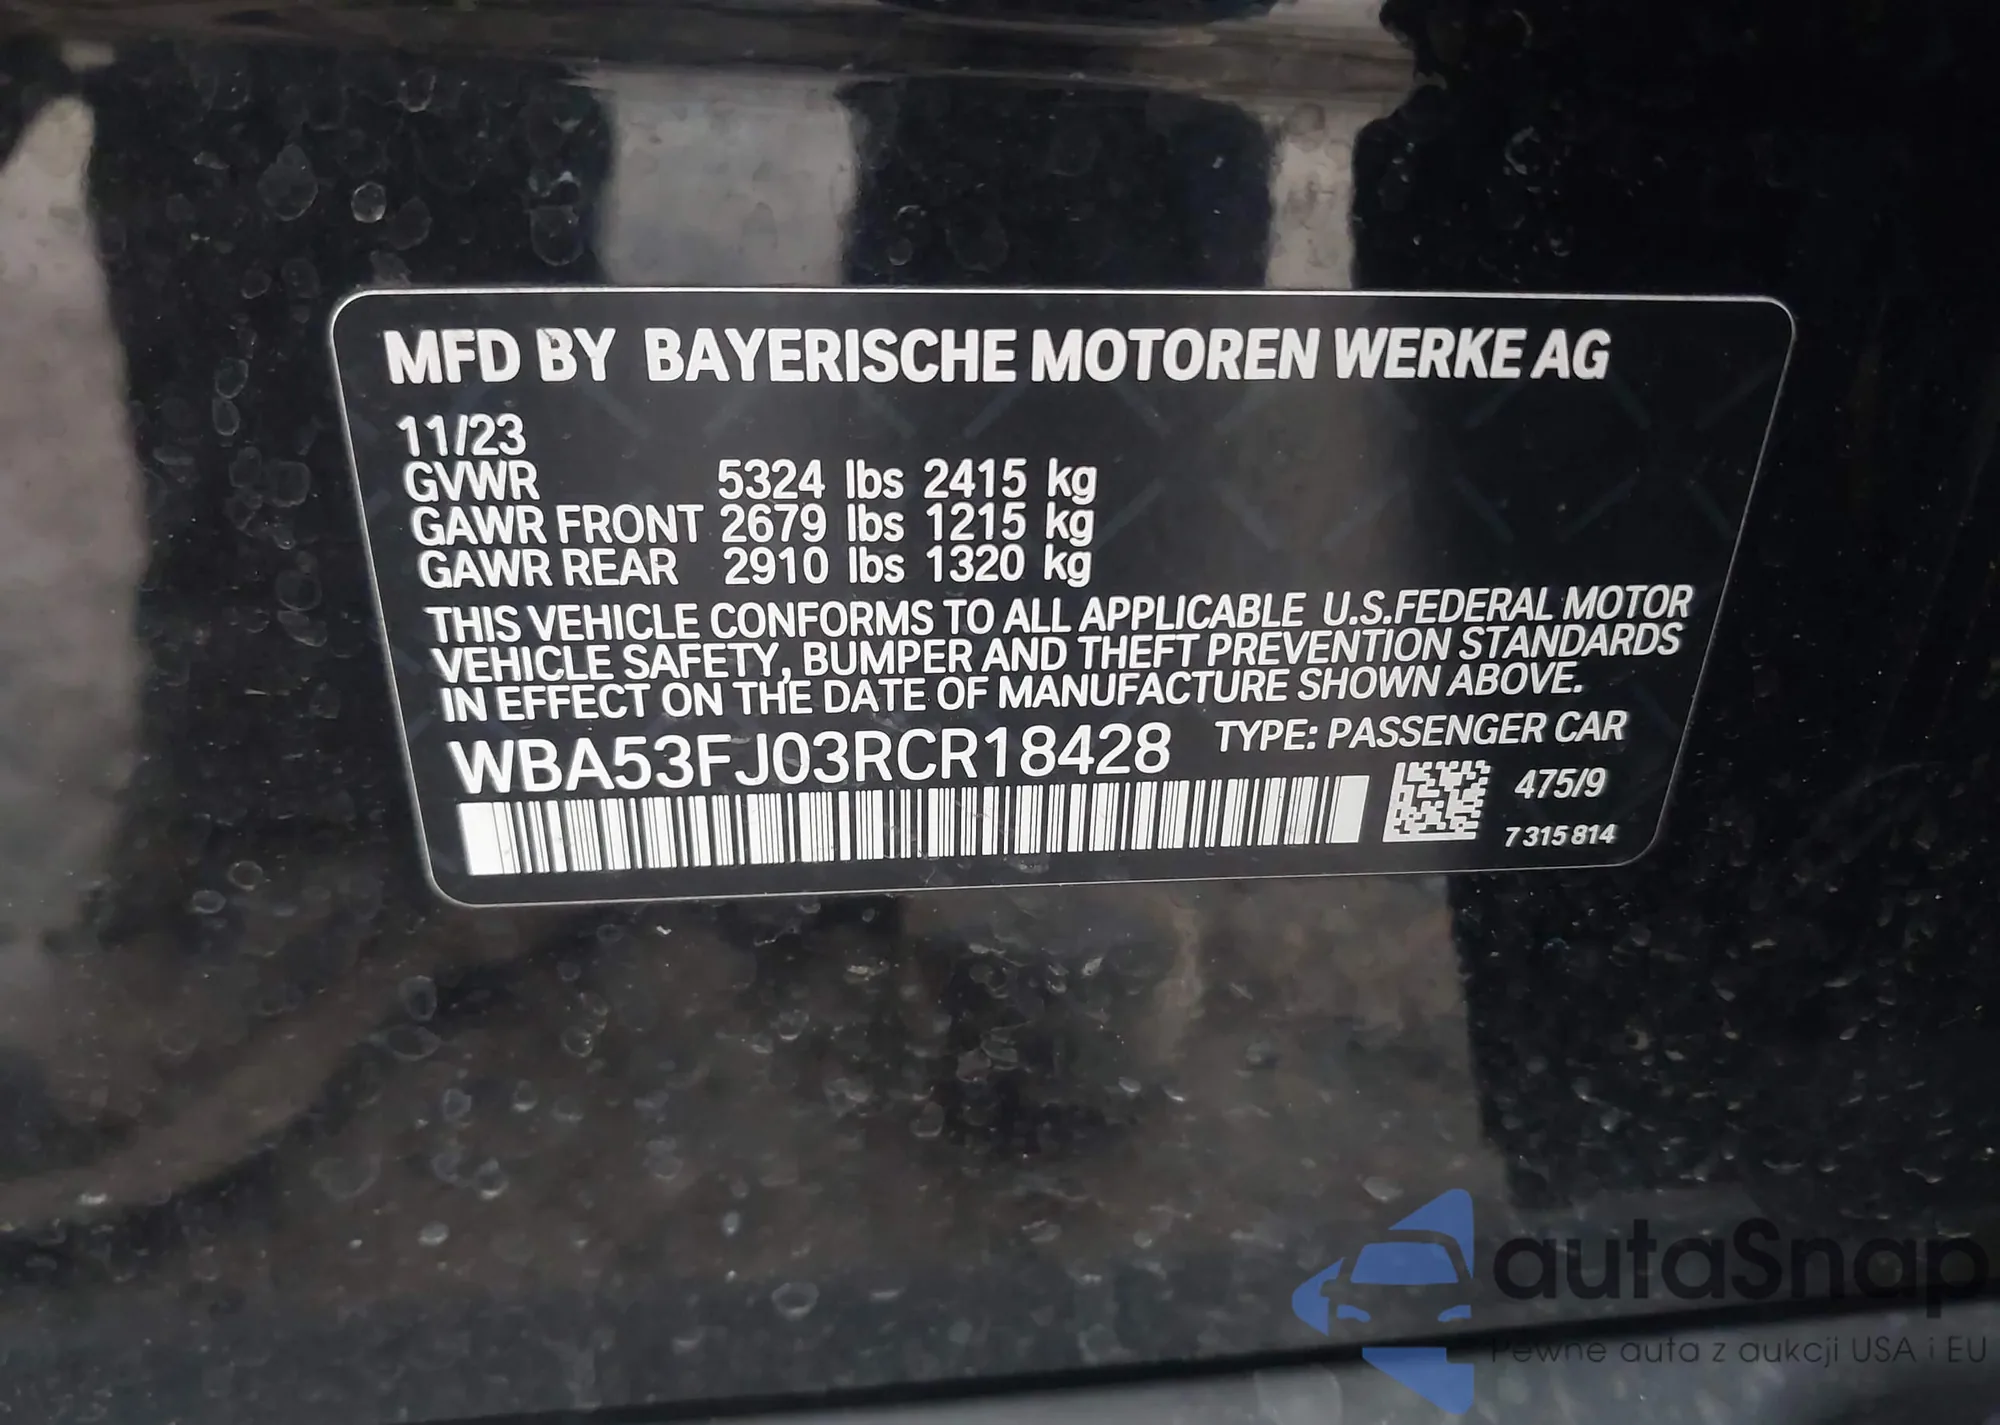 MFD BY BAYERISCHE MOTOREN WERKE AG
11/23
GVWR 5324 lbs 2415 kg
GAWR FRONT 2679 lbs 1215 kg
GAWR REAR 2910 lbs 1320 kg
THIS VEHICLE CONFORMS TO ALL APPLICABLE U.S.FEDERAL MOTOR
VEHICLE SAFETY, BUMPER AND THEFT PREVENTION STANDARDS
IN EFFECT ON THE DATE OF MANUFACTURE SHOWN ABOVE.
WBA53FJ03RCR18428 TYPE: PASSENGER CAR
475/9
7 315 814
autaSnap
Pewne auta z aukcji USA i EU